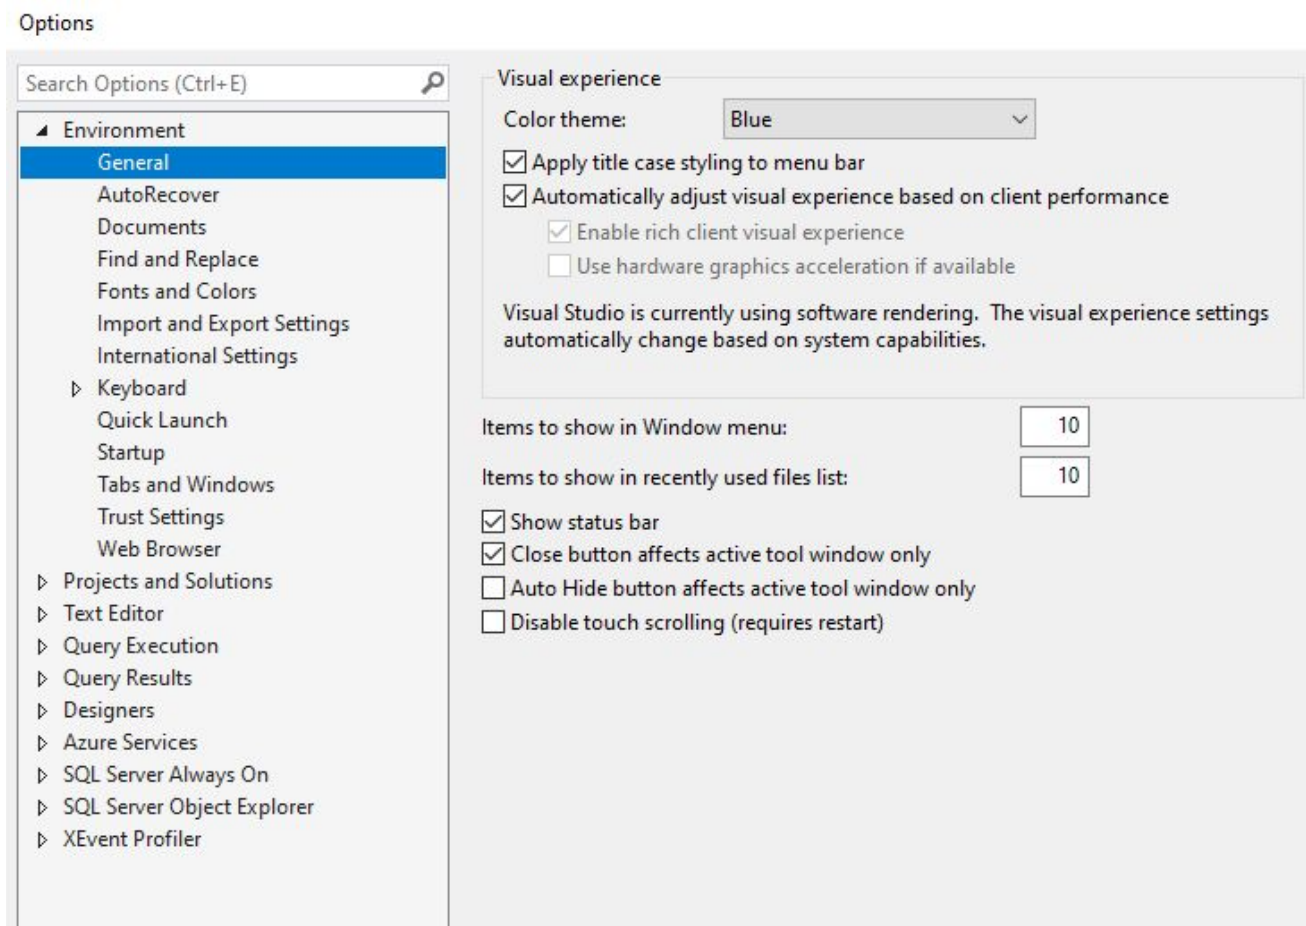 Options
Search Options (Ctrl+E)
Environment
General
AutoRecover
Documents
Find and Replace
Fonts and Colors
Import and Export Settings
International Settings
Keyboard
Quick Launch
Startup
Tabs and Windows
Trust Settings
Web Browser
Projects and Solutions
Text Editor
Query Execution
Query Results
Designers
Azure Services
SQL Server Always On
SQL Server Object Explorer
XEvent Profiler
Visual experience
Color theme: Blue
Apply title case styling to menu bar
Automatically adjust visual experience based on client performance
Enable rich client visual experience
Use hardware graphics acceleration if available
Visual Studio is currently using software rendering. The visual experience settings
automatically change based on system capabilities.
Items to show in Window menu: 10
Items to show in recently used files list: 10
Show status bar
Close button affects active tool window only
Auto Hide button affects active tool window only
Disable touch scrolling (requires restart)